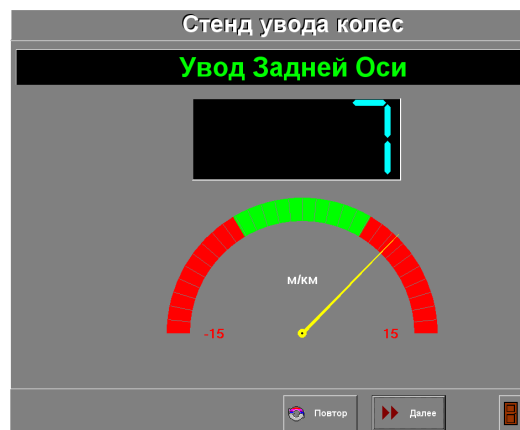 Стенд увода колес
Увод Задней Оси
7
м/км
-15
15
Повтор
Далее